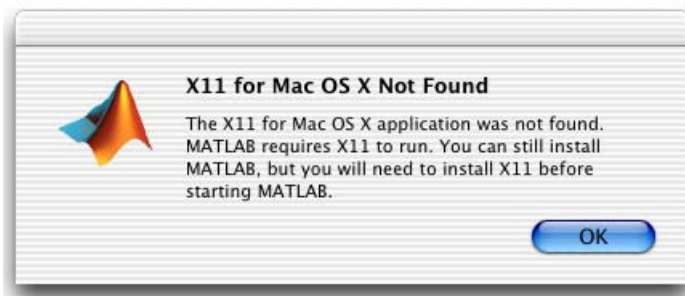 X11 for Mac OS X Not Found
The X11 for Mac OS X application was not found.
MATLAB requires X11 to run. You can still install
MATLAB, but you will need to install X11 before
starting MATLAB.
OK